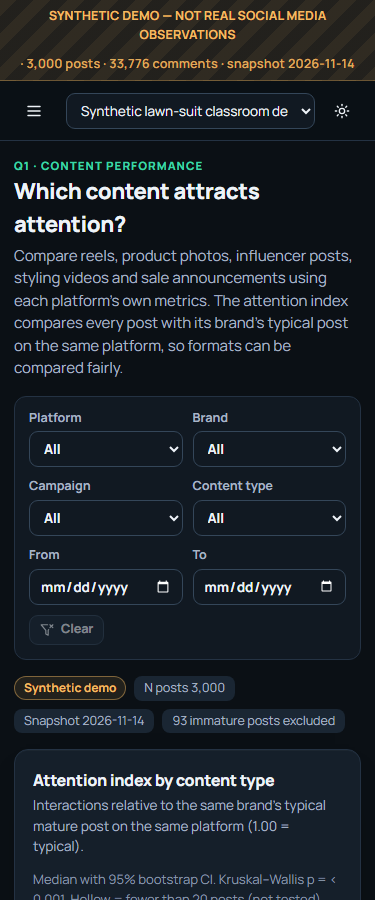 SYNTHETIC DEMO — NOT REAL SOCIAL MEDIA
OBSERVATIONS
· 3,000 posts · 33,776 comments · snapshot 2026-11-14
Synthetic lawn-suit classroom de
Q1 · CONTENT PERFORMANCE
Which content attracts
attention?
Compare reels, product photos, influencer posts,
styling videos and sale announcements using
each platform's own metrics. The attention index
compares every post with its brand's typical post
on the same platform, so formats can be
compared fairly.
Platform Brand
All All
Campaign Content type
All All
From To
mm/dd/yyyy mm/dd/yyyy
Clear
Synthetic demo N posts 3,000
Snapshot 2026-11-14 93 immature posts excluded
Attention index by content type
Interactions relative to the same brand's typical
mature post on the same platform (1.00 =
typical).
Median with 95% bootstrap CI. Kruskal–Wallis p = <
0.001. Hollow = fewer than 20 posts (not tested)